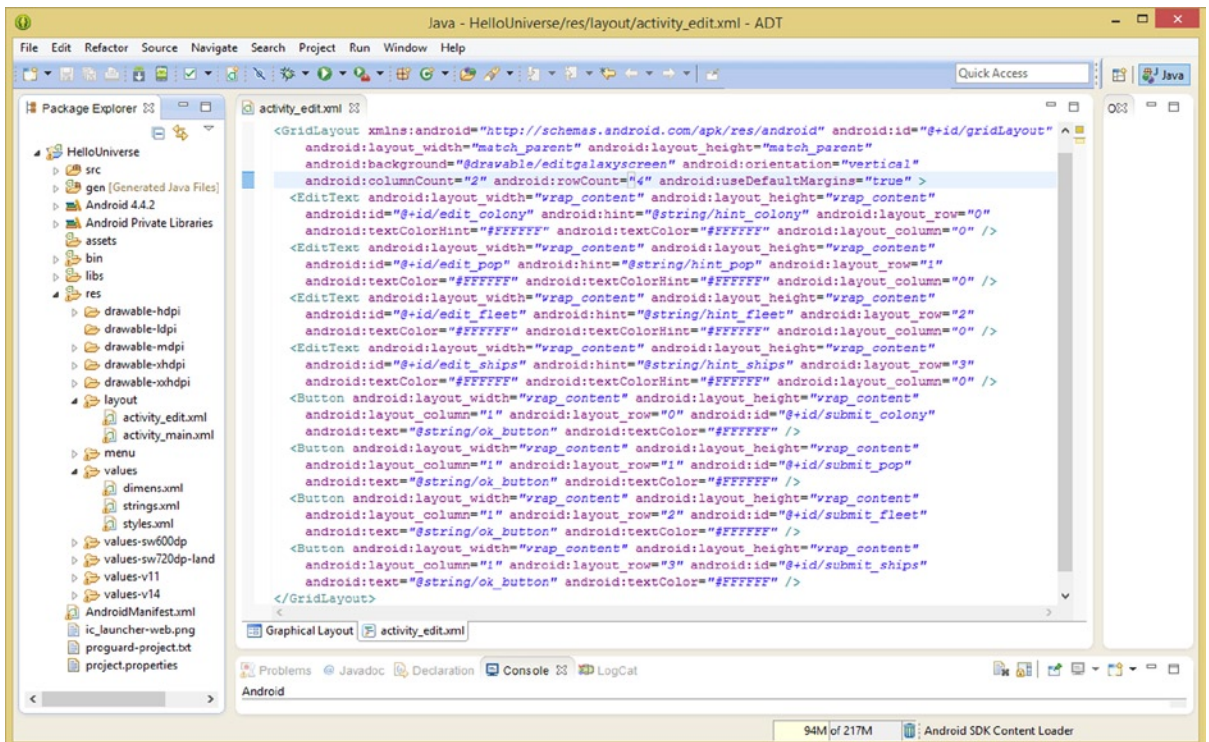 Java - HelloUniverse/res/layout/activity_edit.xml - ADT
File Edit Refactor Source Navigate Search Project Run Window Help
Quick Access
Java
Package Explorer
HelloUniverse
src
gen [Generated Java Files]
Android 4.4.2
Android Private Libraries
assets
bin
libs
res
drawable-hdpi
drawable-ldpi
drawable-mdpi
drawable-xhdpi
drawable-xxhdpi
layout
activity_edit.xml
activity_main.xml
menu
values
dimens.xml
strings.xml
styles.xml
values-sw600dp
values-sw720dp-land
values-v11
values-v14
AndroidManifest.xml
ic_launcher-web.png
proguard-project.txt
project.properties
activity_edit.xml
<GridLayout xmlns:android="http://schemas.android.com/apk/res/android" android:id="@+id/gridLayout"
android:layout_width="match_parent" android:layout_height="match_parent"
android:background="@drawable/editgalaxyscreen" android:orientation="vertical"
android:columnCount="2" android:rowCount="4" android:useDefaultMargins="true" >
<EditText android:layout_width="wrap_content" android:layout_height="wrap_content"
android:id="@+id/edit_colony" android:hint="@string/hint_colony" android:layout_row="0"
android:textColorHint="#FFFFFF" android:textColor="#FFFFFF" android:layout_column="0" />
<EditText android:layout_width="wrap_content" android:layout_height="wrap_content"
android:id="@+id/edit_pop" android:hint="@string/hint_pop" android:layout_row="1"
android:textColor="#FFFFFF" android:textColorHint="#FFFFFF" android:layout_column="0" />
<EditText android:layout_width="wrap_content" android:layout_height="wrap_content"
android:id="@+id/edit_fleet" android:hint="@string/hint_fleet" android:layout_row="2"
android:textColor="#FFFFFF" android:textColorHint="#FFFFFF" android:layout_column="0" />
<EditText android:layout_width="wrap_content" android:layout_height="wrap_content"
android:id="@+id/edit_ships" android:hint="@string/hint_ships" android:layout_row="3"
android:textColor="#FFFFFF" android:textColorHint="#FFFFFF" android:layout_column="0" />
<Button android:layout_width="wrap_content" android:layout_height="wrap_content"
android:layout_column="1" android:layout_row="0" android:id="@+id/submit_colony"
android:text="@string/ok_button" android:textColor="#FFFFFF" />
<Button android:layout_width="wrap_content" android:layout_height="wrap_content"
android:layout_column="1" android:layout_row="1" android:id="@+id/submit_pop"
android:text="@string/ok_button" android:textColor="#FFFFFF" />
<Button android:layout_width="wrap_content" android:layout_height="wrap_content"
android:layout_column="1" android:layout_row="2" android:id="@+id/submit_fleet"
android:text="@string/ok_button" android:textColor="#FFFFFF" />
<Button android:layout_width="wrap_content" android:layout_height="wrap_content"
android:layout_column="1" android:layout_row="3" android:id="@+id/submit_ships"
android:text="@string/ok_button" android:textColor="#FFFFFF" />
</GridLayout>
Graphical Layout activity_edit.xml
Problems @ Javadoc Declaration Console LogCat
Android
94M of 217M Android SDK Content Loader